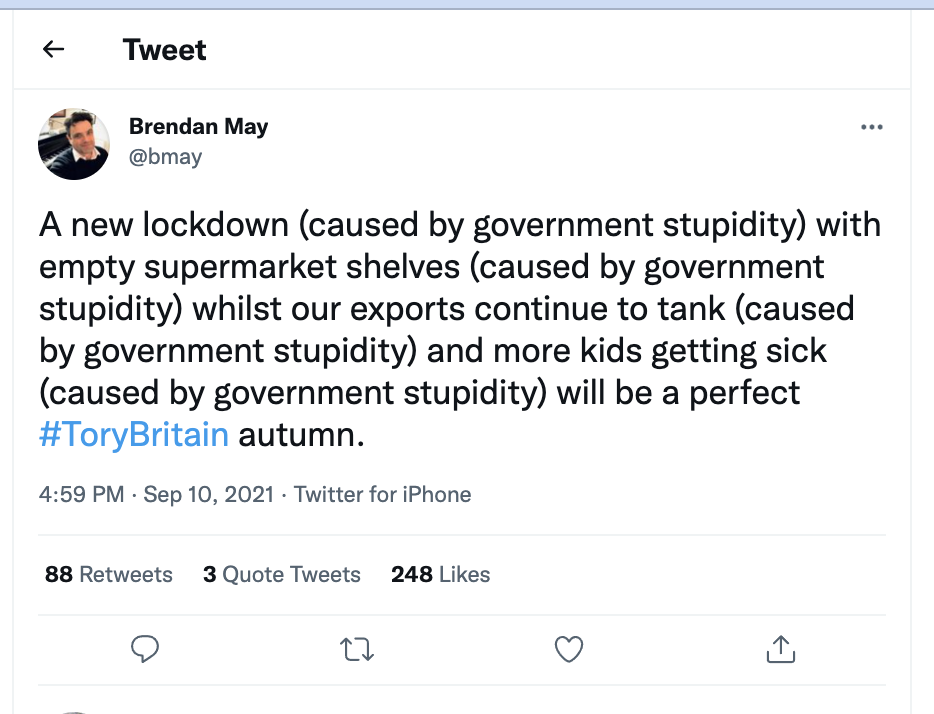 Tweet
Brendan May
@bmay
A new lockdown (caused by government stupidity) with
empty supermarket shelves (caused by government
stupidity) whilst our exports continue to tank (caused
by government stupidity) and more kids getting sick
(caused by government stupidity) will be a perfect
#ToryBritain autumn.
4:59 PM · Sep 10, 2021 · Twitter for iPhone
88 Retweets 3 Quote Tweets 248 Likes